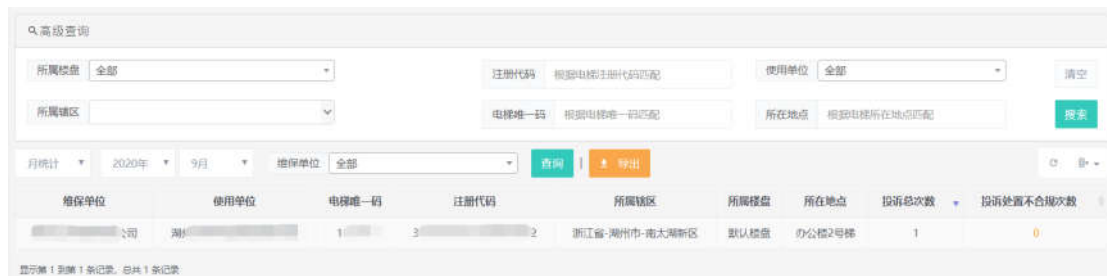 高级查询
所属楼盘 全部 注册代码 根据电梯注册代码匹配 使用单位 全部 清空
所属辖区 电梯唯一码 根据电梯唯一码匹配 所在地点 根据电梯所在地点匹配 搜索
月统计 2020年 9月 维保单位 全部 查询 | 导出
维保单位 使用单位 电梯唯一码 注册代码 所属辖区 所属楼盘 所在地点 投诉总次数 投诉处置不合规次数
公司 湖 1 3 2 浙江省-湖州市-南太湖新区 默认楼盘 办公楼2号梯 1 0
显示第 1 到第 1 条记录，总共 1 条记录